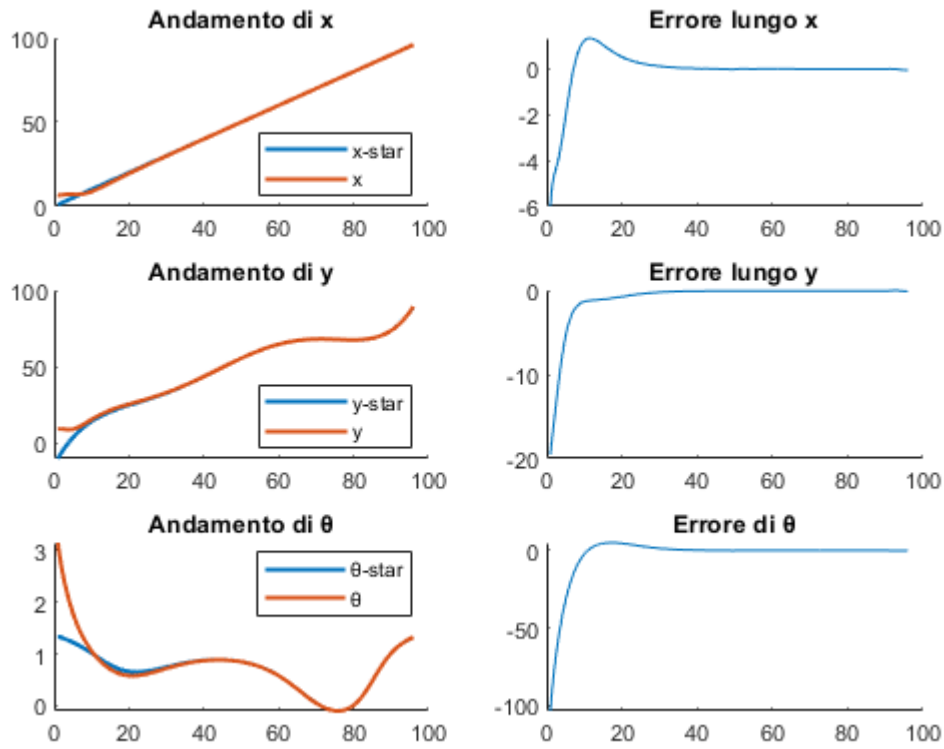 Andamento di x
100
50
0
x-star
x
0 20 40 60 80 100
Errore lungo x
0
-2
-4
-6
0 20 40 60 80 100
Andamento di y
100
50
0
y-star
y
0 20 40 60 80 100
Errore lungo y
0
-10
-20
0 20 40 60 80 100
Andamento di θ
3
2
1
0
θ-star
θ
0 20 40 60 80 100
Errore di θ
0
-50
-100
0 20 40 60 80 100